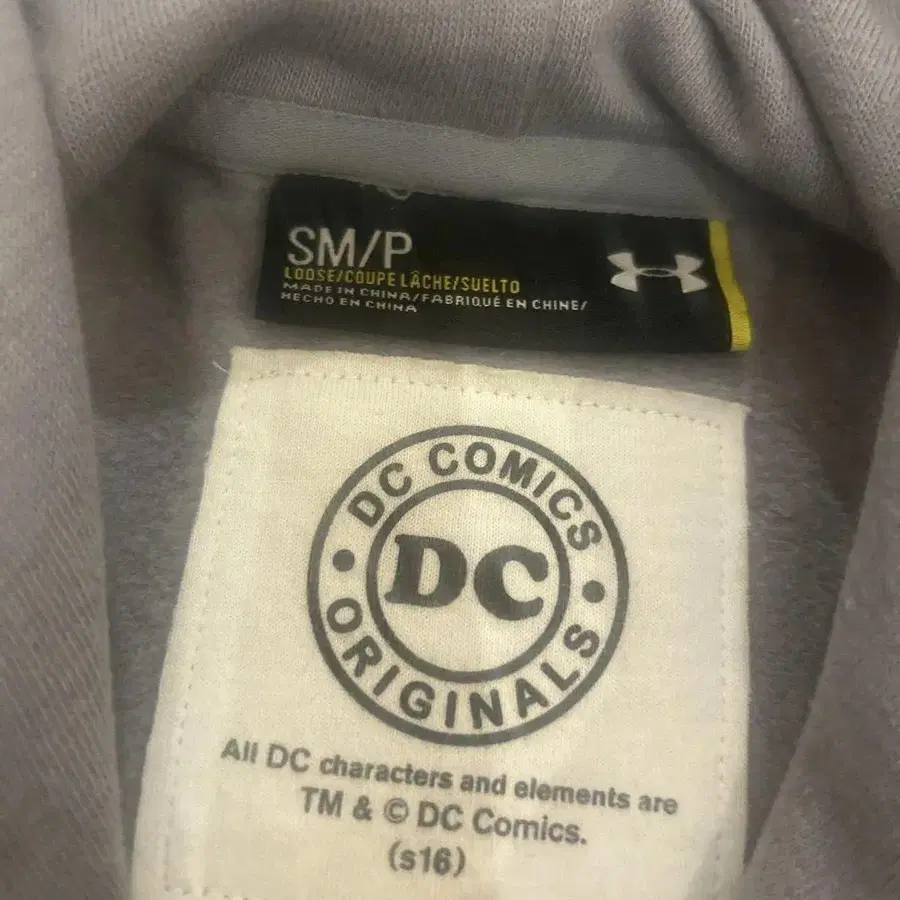 SM/P
LOOSE/COUPE LÂCHE/SUELTO
MADE IN CHINA/FABRIQUÉ EN CHINE/
HECHO EN CHINA
DC COMICS
DC
ORIGINALS
All DC characters and elements are
TM & © DC Comics.
(s16)